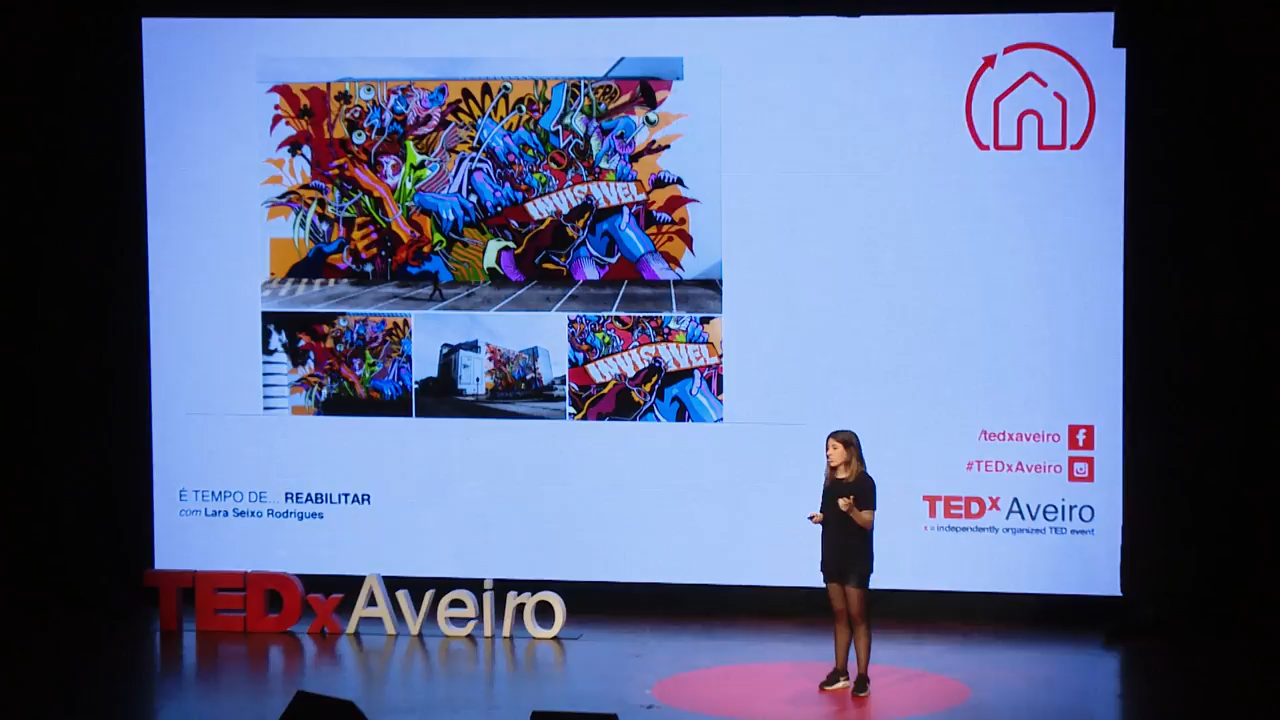 INVISÍVEL
INVISÍVEL
/tedxaveiro
#TEDxAveiro
É TEMPO DE... REABILITAR
com Lara Seixo Rodrigues
TEDx Aveiro
x = independently organized TED event
TEDxAveiro